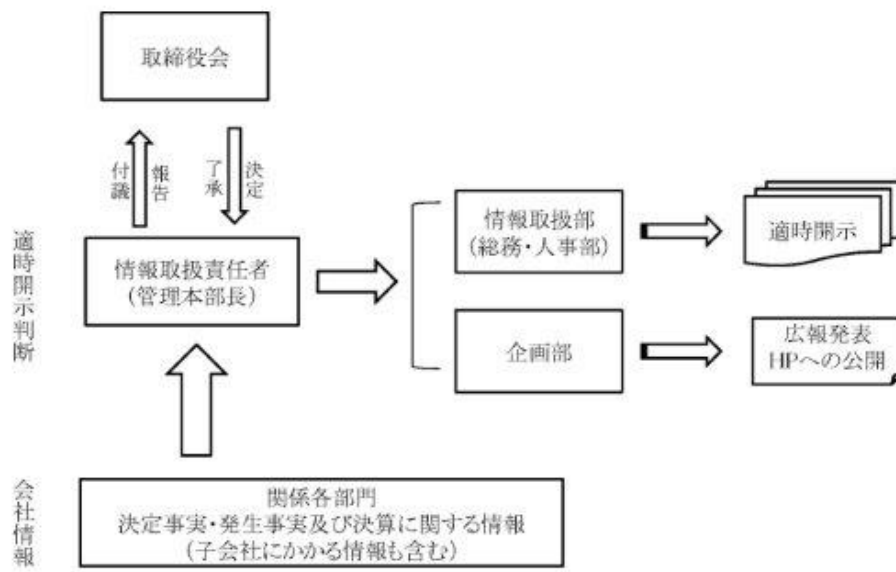 取締役会
付議
報告
了承
決定
適時開示判断
情報取扱責任者
(管理本部長)
情報取扱部
(総務・人事部)
適時開示
企画部
広報発表
HPへの公開
会社情報
関係各部門
決定事実・発生事実及び決算に関する情報
(子会社にかかる情報も含む)